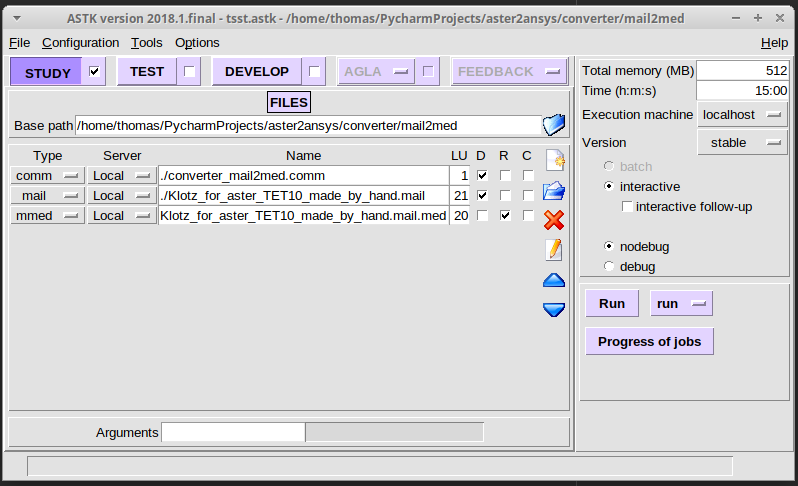 ASTK version 2018.1.final - tsst.astk - /home/thomas/PycharmProjects/aster2ansys/converter/mail2med
File Configuration Tools Options Help
STUDY TEST DEVELOP AGLA FEEDBACK
FILES
Base path /home/thomas/PycharmProjects/aster2ansys/converter/mail2med
Type Server Name LU D R C
comm Local ./converter_mail2med.comm 1
mail Local ./Klotz_for_aster_TET10_made_by_hand.mail 21
mmed Local Klotz_for_aster_TET10_made_by_hand.mail.med 20
Arguments
Total memory (MB) 512
Time (h:m:s) 15:00
Execution machine localhost
Version stable
batch
interactive
interactive follow-up
nodebug
debug
Run run
Progress of jobs